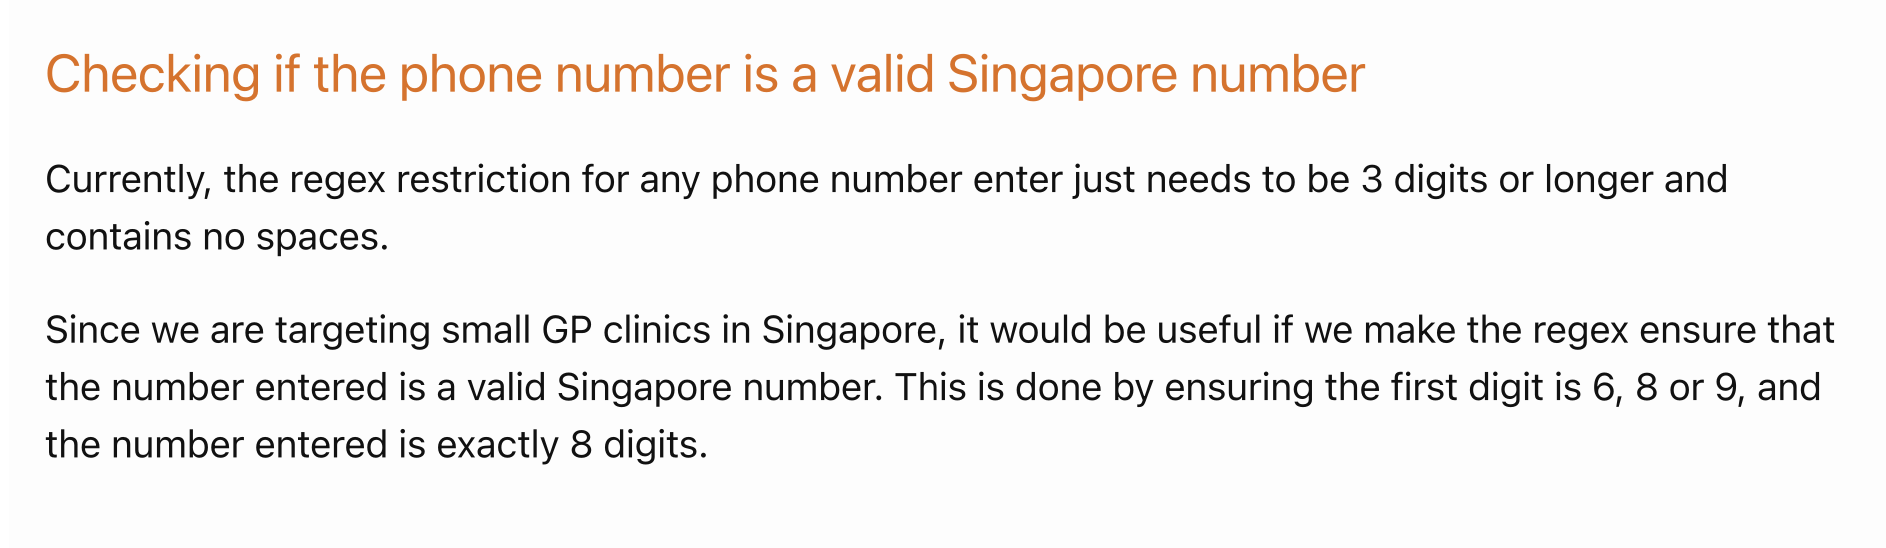 Checking if the phone number is a valid Singapore number
Currently, the regex restriction for any phone number enter just needs to be 3 digits or longer and
contains no spaces.
Since we are targeting small GP clinics in Singapore, it would be useful if we make the regex ensure that
the number entered is a valid Singapore number. This is done by ensuring the first digit is 6, 8 or 9, and
the number entered is exactly 8 digits.